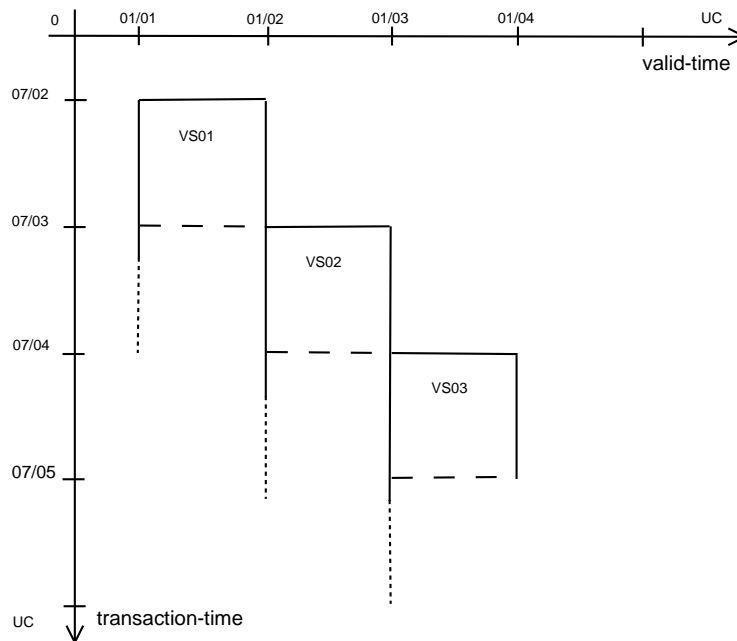 0 01/01 01/02 01/03 01/04 UC
valid-time
07/02
VS01
07/03
VS02
07/04
VS03
07/05
UC transaction-time